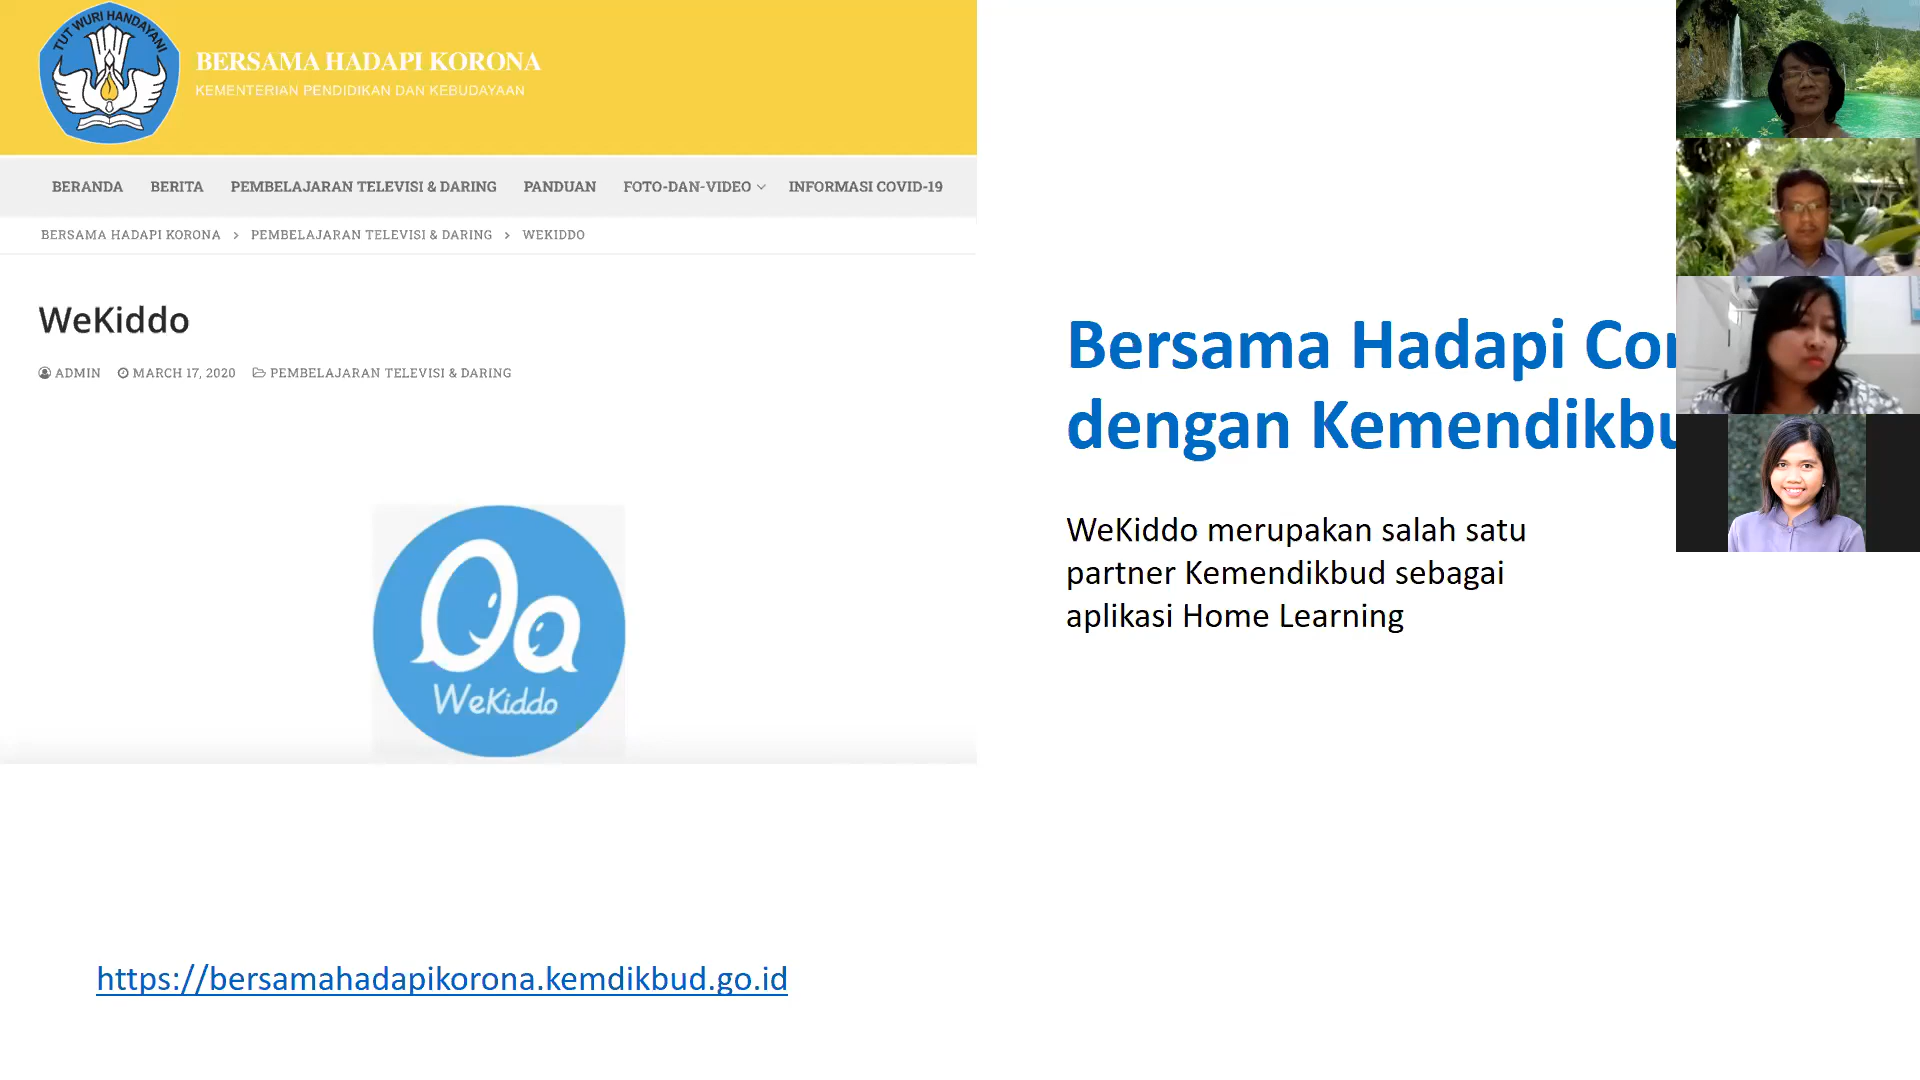 TUT WURI HANDAYANI
BERSAMA HADAPI KORONA
KEMENTERIAN PENDIDIKAN DAN KEBUDAYAAN
BERANDA BERITA PEMBELAJARAN TELEVISI & DARING PANDUAN FOTO-DAN-VIDEO INFORMASI COVID-19
BERSAMA HADAPI KORONA > PEMBELAJARAN TELEVISI & DARING > WEKIDDO
WeKiddo
ADMIN MARCH 17, 2020 PEMBELAJARAN TELEVISI & DARING
WeKiddo
https://bersamahadapikorona.kemdikbud.go.id
Bersama Hadapi
dengan
WeKiddo merupakan salah satu
partner Kemendikbud sebagai
aplikasi Home Learning